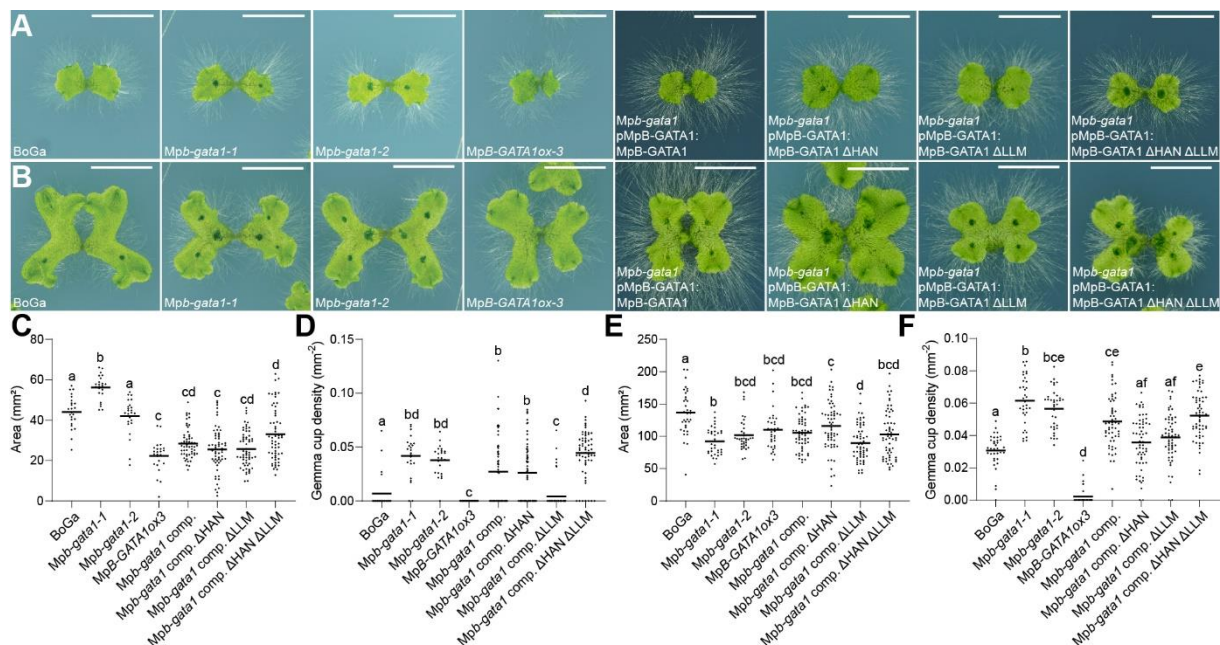 A
BoGa
Mpb-gata1-1
Mpb-gata1-2
MpB-GATA1ox-3
Mpb-gata1
pMpB-GATA1:
MpB-GATA1
Mpb-gata1
pMpB-GATA1:
MpB-GATA1 ΔHAN
Mpb-gata1
pMpB-GATA1:
MpB-GATA1 ΔLLM
Mpb-gata1
pMpB-GATA1:
MpB-GATA1 ΔHAN ΔLLM
B
BoGa
Mpb-gata1-1
Mpb-gata1-2
MpB-GATA1ox-3
Mpb-gata1
pMpB-GATA1:
MpB-GATA1
Mpb-gata1
pMpB-GATA1:
MpB-GATA1 ΔHAN
Mpb-gata1
pMpB-GATA1:
MpB-GATA1 ΔLLM
Mpb-gata1
pMpB-GATA1:
MpB-GATA1 ΔHAN ΔLLM
C
Area (mm²)
80
60
40
20
0
a
b
a
c
cd
c
cd
d
BoGa
Mpb-gata1-1
Mpb-gata1-2
MpB-GATA1ox3
Mpb-gata1 comp.
Mpb-gata1 comp. ΔHAN
Mpb-gata1 comp. ΔLLM
Mpb-gata1 comp. ΔHAN ΔLLM
D
Gemma cup density (mm⁻²)
0.15
0.10
0.05
0.00
a
bd
bd
c
b
b
c
d
BoGa
Mpb-gata1-1
Mpb-gata1-2
MpB-GATA1ox3
Mpb-gata1 comp.
Mpb-gata1 comp. ΔHAN
Mpb-gata1 comp. ΔLLM
Mpb-gata1 comp. ΔHAN ΔLLM
E
Area (mm²)
250
200
150
100
50
0
a
b
bcd
bcd
bcd
c
d
bcd
BoGa
Mpb-gata1-1
Mpb-gata1-2
MpB-GATA1ox3
Mpb-gata1 comp.
Mpb-gata1 comp. ΔHAN
Mpb-gata1 comp. ΔLLM
Mpb-gata1 comp. ΔHAN ΔLLM
F
Gemma cup density (mm⁻²)
0.10
0.08
0.06
0.04
0.02
0.00
a
b
bce
d
ce
af
af
e
BoGa
Mpb-gata1-1
Mpb-gata1-2
MpB-GATA1ox3
Mpb-gata1 comp.
Mpb-gata1 comp. ΔHAN
Mpb-gata1 comp. ΔLLM
Mpb-gata1 comp. ΔHAN ΔLLM